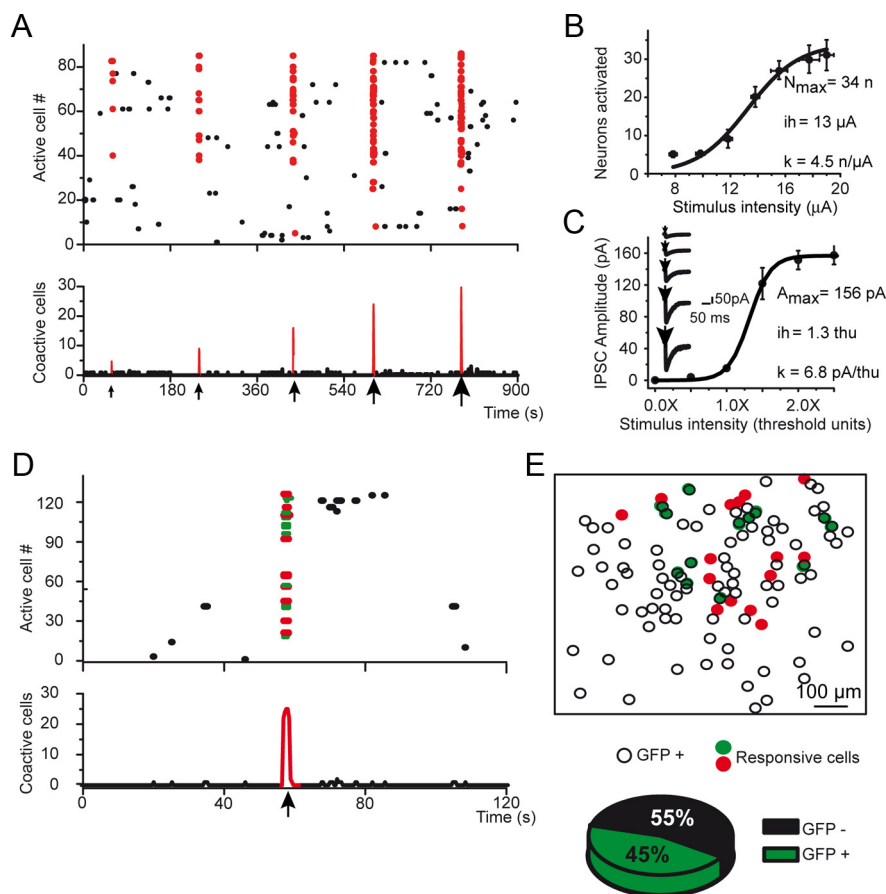 A
Active cell #
80
60
40
20
0
Coactive cells
30
20
10
0
0 180 360 540 720 900
Time (s)
B
Neurons activated
30
20
10
0
8 12 16 20
Stimulus intensity (μA)
Nmax= 34 n
ih = 13 μA
k = 4.5 n/μA
C
IPSC Amplitude (pA)
160
120
80
40
0
50pA
50 ms
Amax= 156 pA
ih = 1.3 thu
k = 6.8 pA/thu
0.0X 1.0X 2.0X
Stimulus intensity (threshold units)
D
Active cell #
120
90
60
30
0
Coactive cells
30
20
10
0
0 40 80 120
Time (s)
E
100 μm
GFP +
Responsive cells
55%
45%
GFP -
GFP +